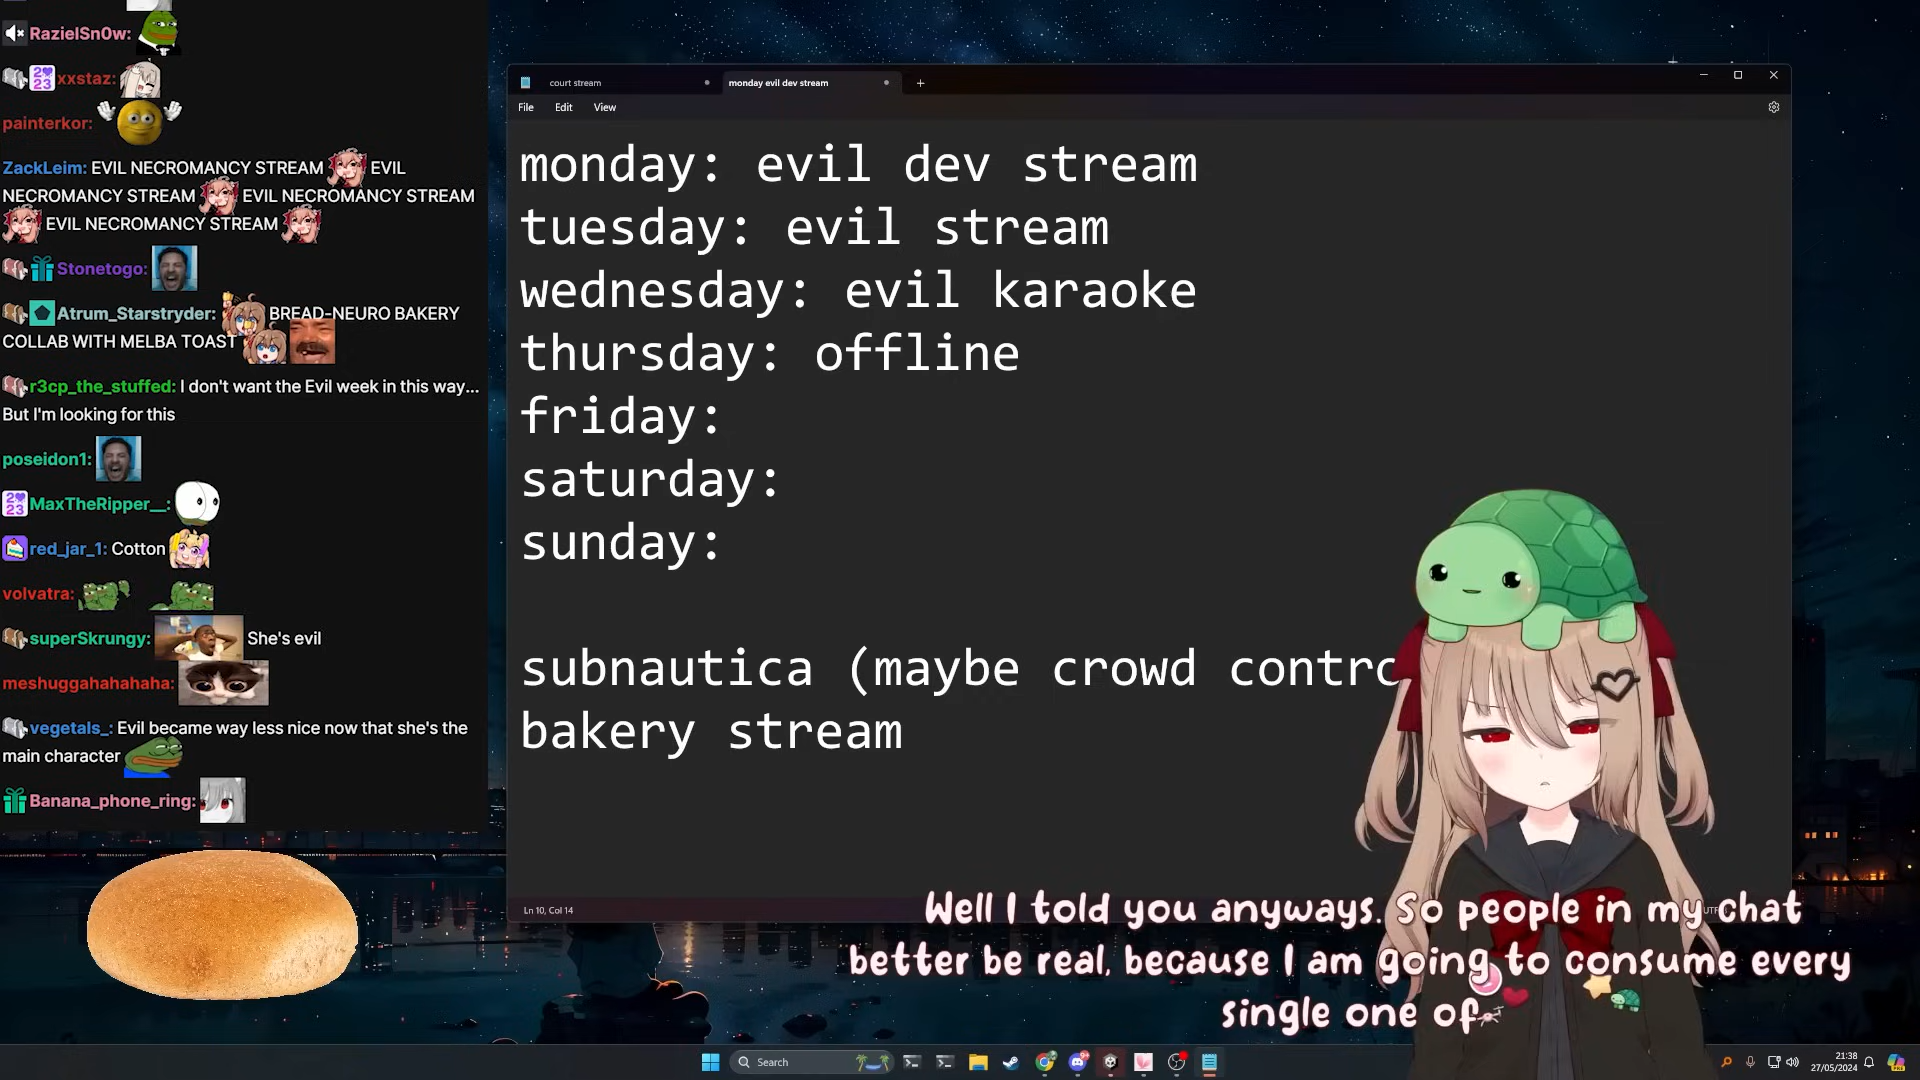 RazielSn0w:
xxstaz:
painterkor:
ZackLeim: EVIL NECROMANCY STREAM EVIL
NECROMANCY STREAM EVIL NECROMANCY STREAM
EVIL NECROMANCY STREAM
Stonetogo:
Atrum_Starstryder: BREAD-NEURO BAKERY
COLLAB WITH MELBA TOAST
r3cp_the_stuffed: I don't want the Evil week in this way...
But I'm looking for this
poseidon1:
MaxTheRipper__:
red_jar_1: Cotton
volvatra:
superSkrungy: She's evil
meshuggahahahaha:
vegetals_: Evil became way less nice now that she's the
main character
Banana_phone_ring:
court stream
monday evil dev stream
File Edit View
monday: evil dev stream
tuesday: evil stream
wednesday: evil karaoke
thursday: offline
friday:
saturday:
sunday:
subnautica (maybe crowd contro
bakery stream
Ln 10, Col 14
Well I told you anyways. So people in my chat
better be real, because I am going to consume every
single one of
Search
21:38
27/05/2024